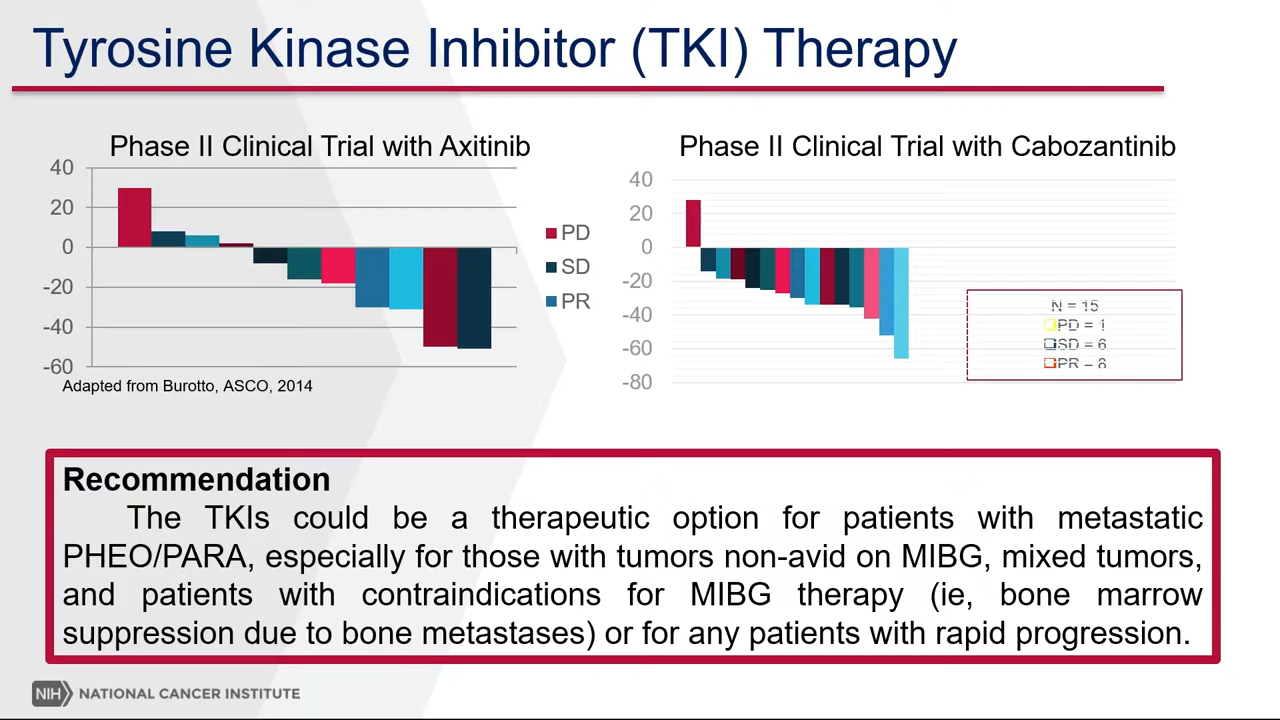 Tyrosine Kinase Inhibitor (TKI) Therapy
Phase II Clinical Trial with Axitinib
40
20
0
-20
-40
-60
PD
SD
PR
Adapted from Burotto, ASCO, 2014
Phase II Clinical Trial with Cabozantinib
40
20
0
-20
-40
-60
-80
N = 15
PD = 1
SD = 6
PR = 8
Recommendation
The TKIs could be a therapeutic option for patients with metastatic
PHEO/PARA, especially for those with tumors non-avid on MIBG, mixed tumors,
and patients with contraindications for MIBG therapy (ie, bone marrow
suppression due to bone metastases) or for any patients with rapid progression.
NIH NATIONAL CANCER INSTITUTE